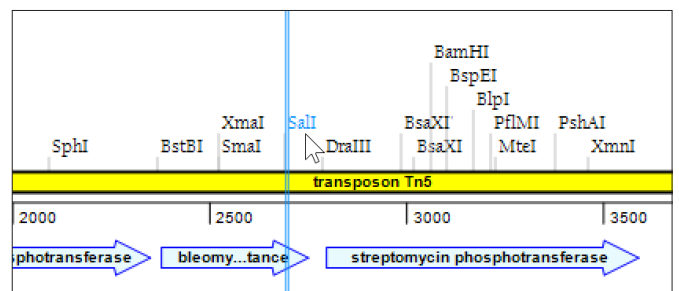 BamHI
BspEI
BlpI
XmaI SalI BsaXI PflMI PshAI
SphI BstBI SmaI DraIII BsaXI MteI XmnI
transposon Tn5
2000 2500 3000 3500
photransferase bleomy...tance streptomycin phosphotransferase